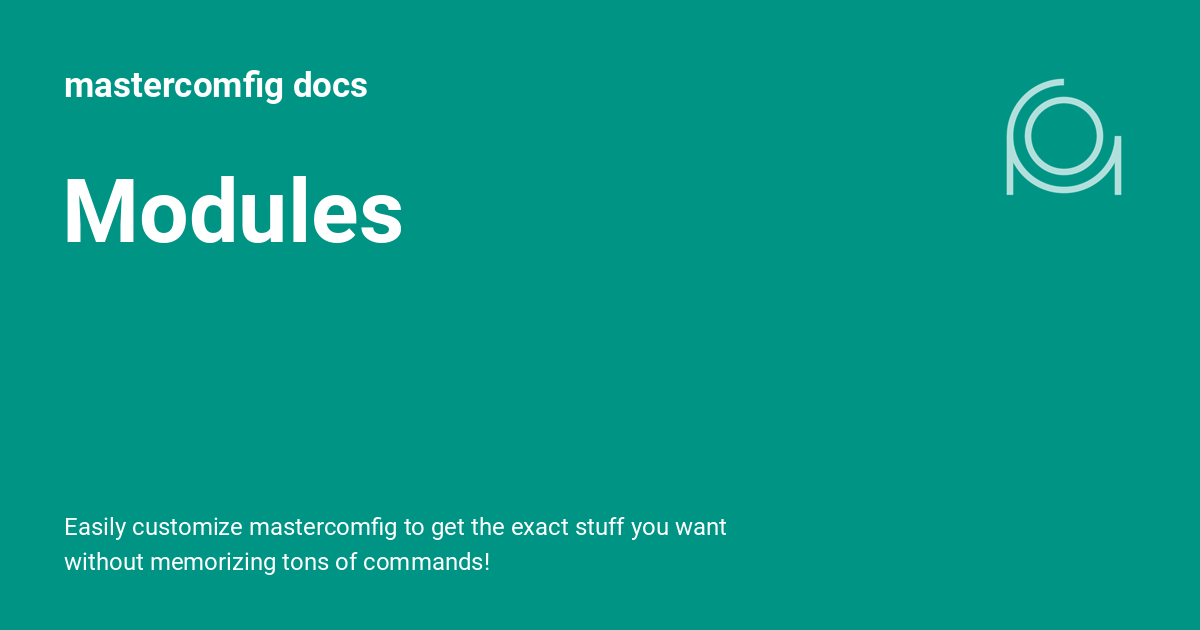 mastercomfig docs
Modules
Easily customize mastercomfig to get the exact stuff you want
without memorizing tons of commands!